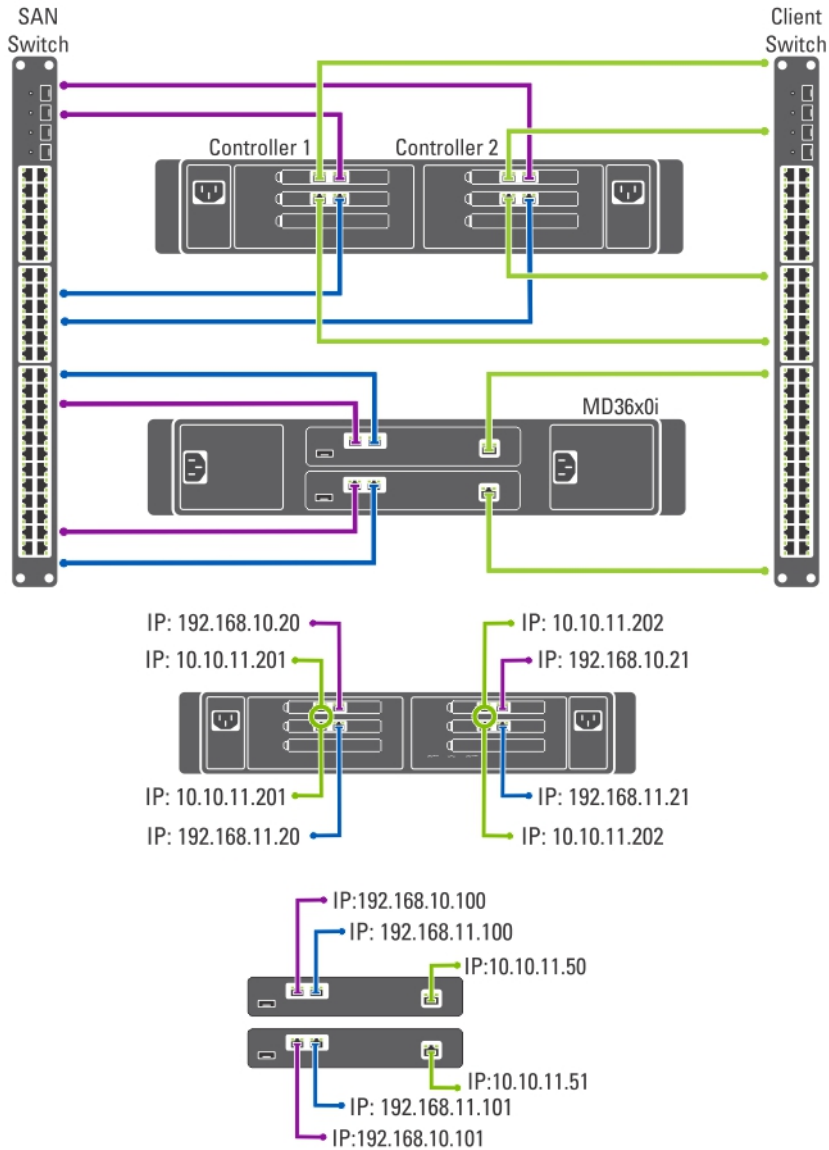 SAN
Switch
Client
Switch
Controller 1
Controller 2
MD36x0i
IP: 192.168.10.20
IP: 10.10.11.202
IP: 10.10.11.201
IP: 192.168.10.21
IP: 10.10.11.201
IP: 192.168.11.21
IP: 192.168.11.20
IP: 10.10.11.202
IP:192.168.10.100
IP: 192.168.11.100
IP:10.10.11.50
IP:10.10.11.51
IP: 192.168.11.101
IP:192.168.10.101